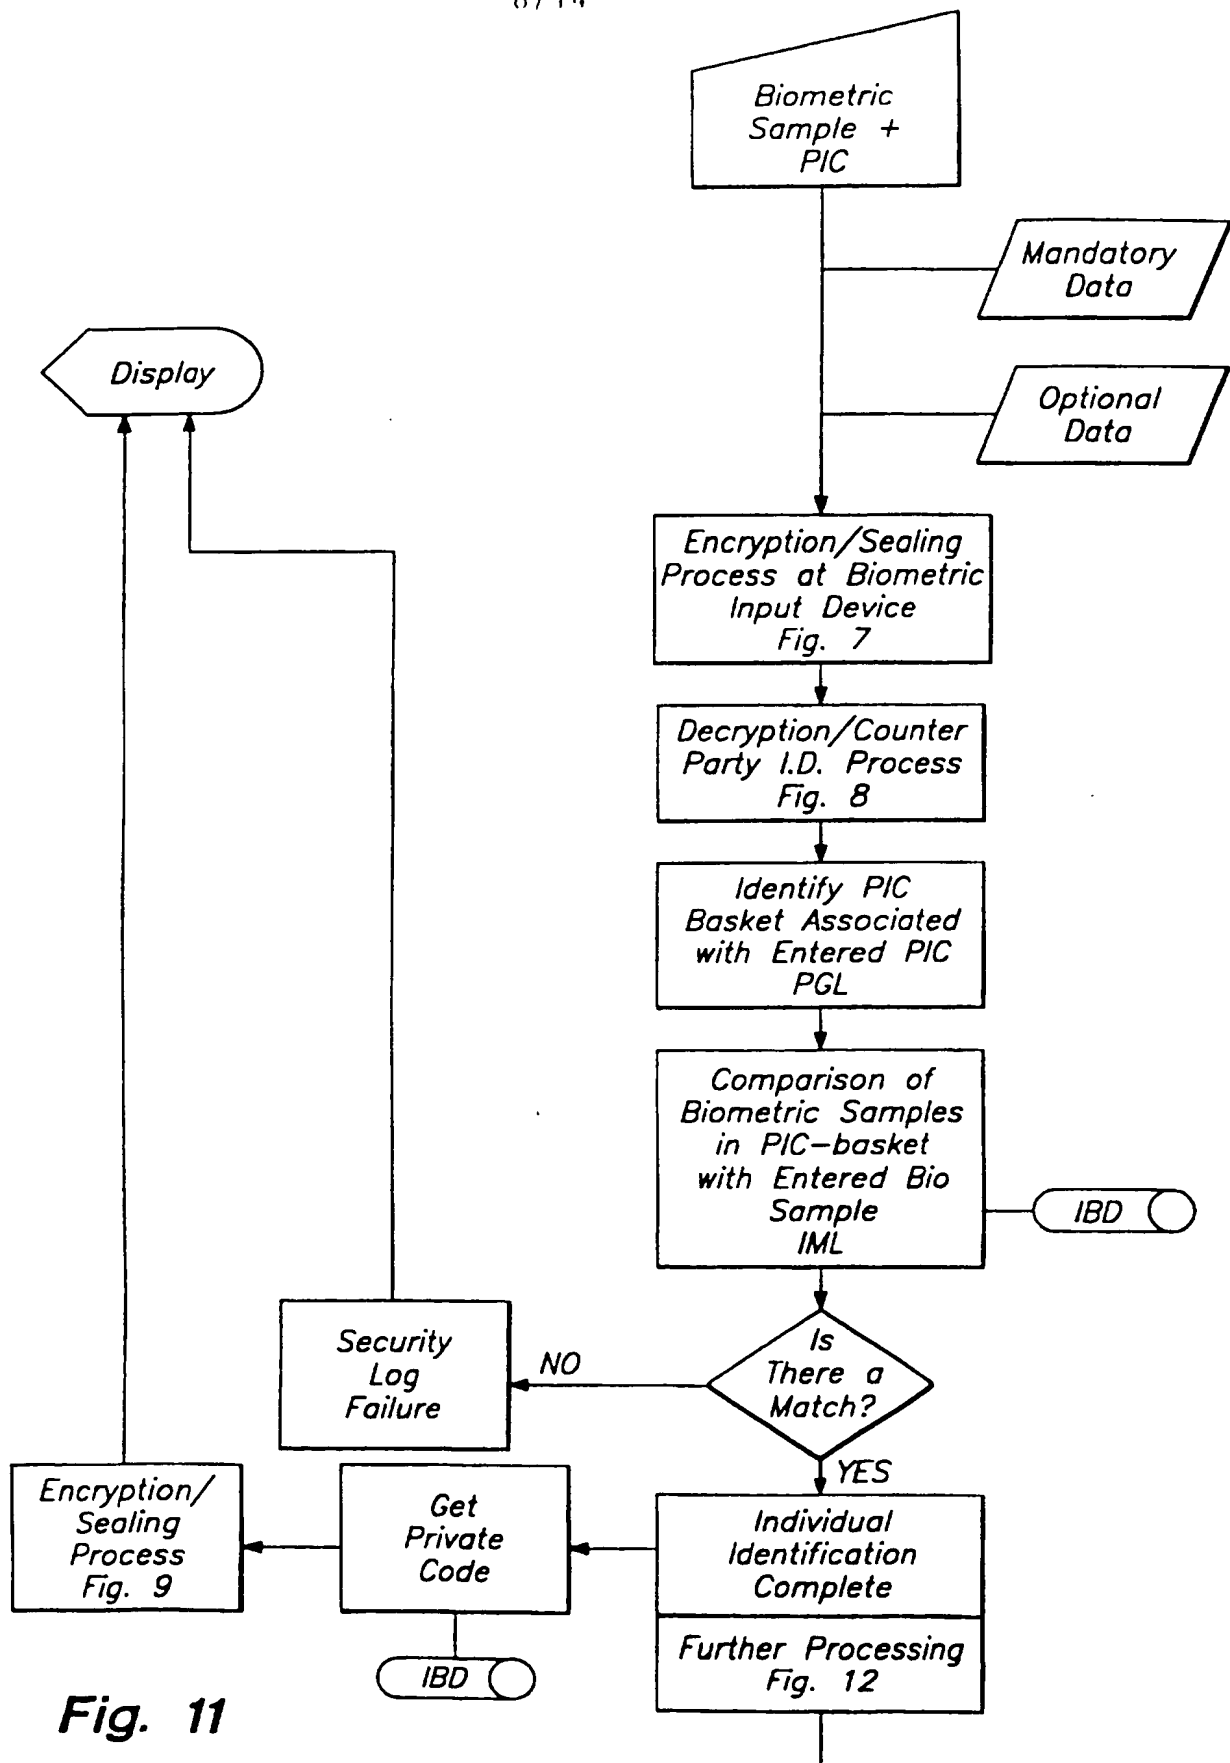 Biometric
Sample +
PIC
Mandatory
Data
Display
Optional
Data
Encryption/Sealing
Process at Biometric
Input Device
Fig. 7
Decryption/Counter
Party I.D. Process
Fig. 8
Identify PIC
Basket Associated
with Entered PIC
PGL
Comparison of
Biometric Samples
in PIC-basket
with Entered Bio
Sample
IML
IBD
Is
There a
Match?
NO
Security
Log
Failure
YES
Individual
Identification
Complete
Get
Private
Code
Encryption/
Sealing
Process
Fig. 9
Further Processing
Fig. 12
IBD
Fig. 11